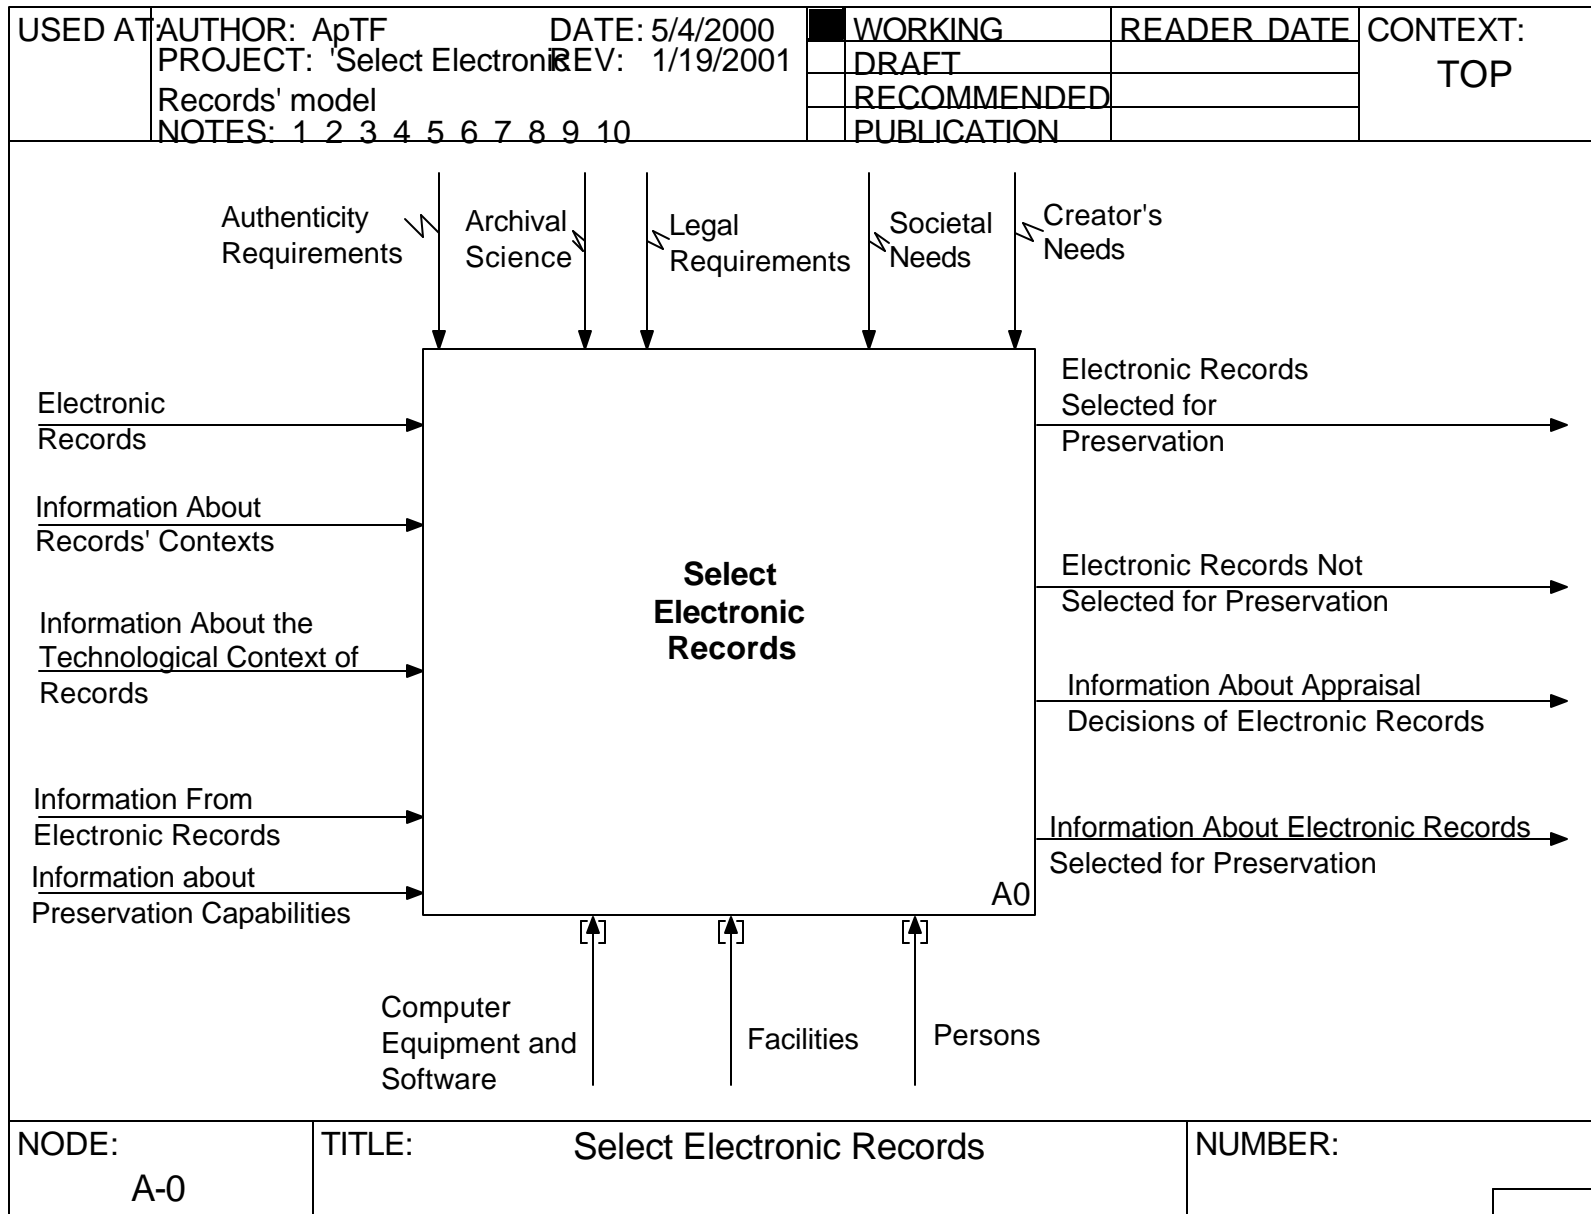 USED AT:
AUTHOR: ApTF DATE: 5/4/2000
PROJECT: 'Select Electronic REV: 1/19/2001
Records' model
NOTES: 1 2 3 4 5 6 7 8 9 10
WORKING
DRAFT
RECOMMENDED
PUBLICATION
READER DATE
CONTEXT:
TOP
Authenticity
Requirements
Archival
Science
Legal
Requirements
Societal
Needs
Creator's
Needs
Electronic
Records
Information About
Records' Contexts
Information About the
Technological Context of
Records
Information From
Electronic Records
Information about
Preservation Capabilities
Select
Electronic
Records
A0
Electronic Records
Selected for
Preservation
Electronic Records Not
Selected for Preservation
Information About Appraisal
Decisions of Electronic Records
Information About Electronic Records
Selected for Preservation
Computer
Equipment and
Software
Facilities
Persons
NODE:
A-0
TITLE:
Select Electronic Records
NUMBER: